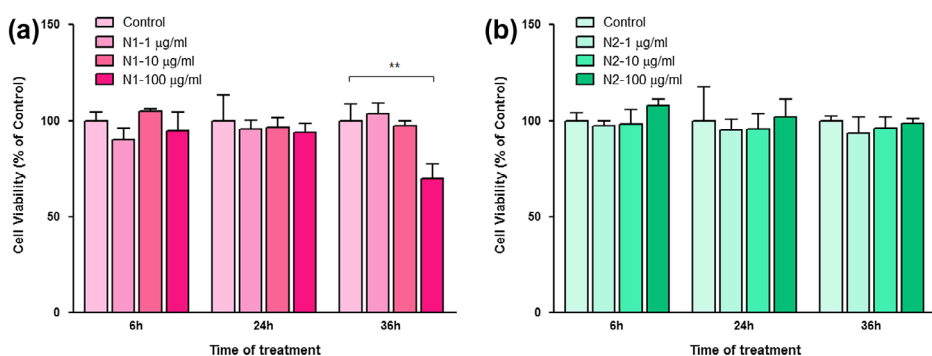 (a)
Control
N1-1 μg/ml
N1-10 μg/ml
N1-100 μg/ml
**
150
100
50
0
Cell Viability (% of Control)
6h
24h
36h
Time of treatment
(b)
Control
N2-1 μg/ml
N2-10 μg/ml
N2-100 μg/ml
150
100
50
0
Cell Viability (% of Control)
6h
24h
36h
Time of treatment